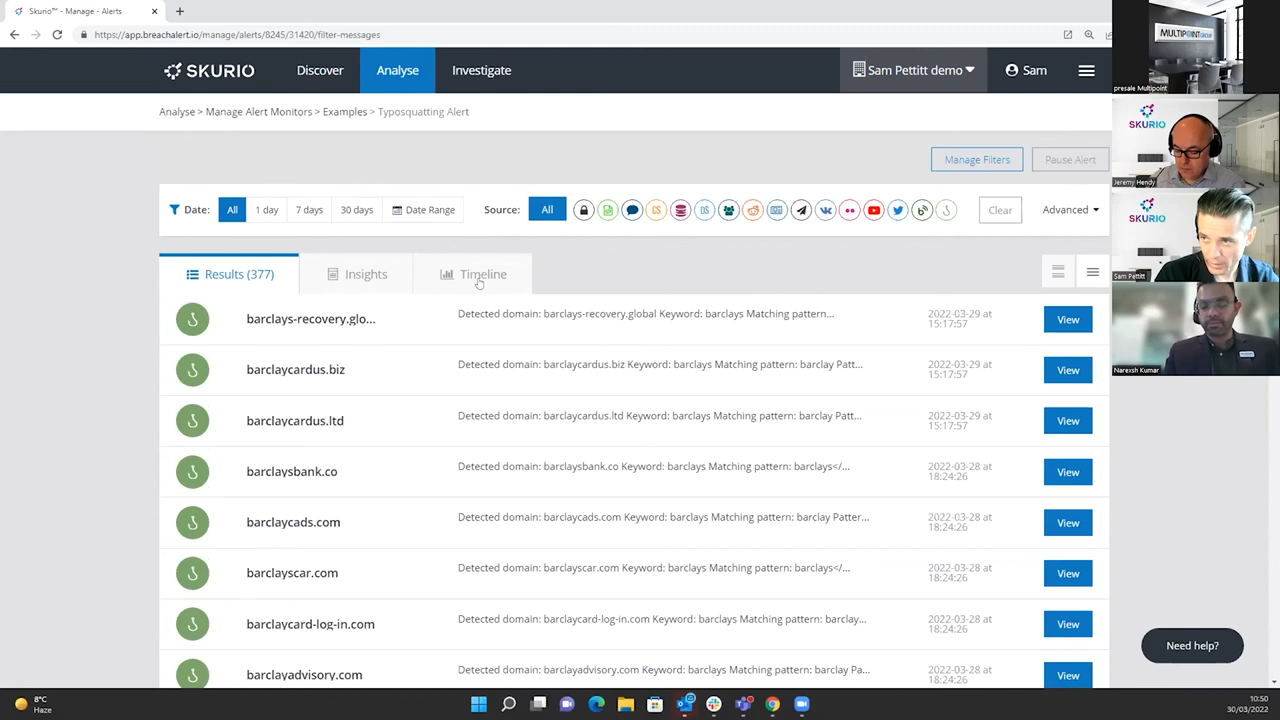 Skurio™ - Manage - Alerts
https://app.breachalert.io/manage/alerts/8245/31420/filter-messages
SKURIO
Discover
Analyse
Investigate
Sam Pettitt demo
Sam
Analyse > Manage Alert Monitors > Examples > Typosquatting Alert
Manage Filters
Pause Alert
Date:
All
1 day
7 days
30 days
Date Range
Source:
All
Clear
Advanced
Results (377)
Insights
Timeline
barclays-recovery.glo...
Detected domain: barclays-recovery.global Keyword: barclays Matching pattern...
2022-03-29 at
15:17:57
View
barclaycardus.biz
Detected domain: barclaycardus.biz Keyword: barclays Matching pattern: barclay Patt...
2022-03-29 at
15:17:57
View
barclaycardus.ltd
Detected domain: barclaycardus.ltd Keyword: barclays Matching pattern: barclay Patt...
2022-03-29 at
15:17:57
View
barclaysbank.co
Detected domain: barclaysbank.co Keyword: barclays Matching pattern: barclays</...
2022-03-28 at
18:24:26
View
barclaycads.com
Detected domain: barclaycads.com Keyword: barclays Matching pattern: barclay Patter...
2022-03-28 at
18:24:26
View
barclayscar.com
Detected domain: barclayscar.com Keyword: barclays Matching pattern: barclays</...
2022-03-28 at
18:24:26
View
barclaycard-log-in.com
Detected domain: barclaycard-log-in.com Keyword: barclays Matching pattern: barclay...
2022-03-28 at
18:24:26
View
barclayadvisory.com
Detected domain: barclayadvisory.com Keyword: barclays Matching pattern: barclay Pa...
2022-03-28 at
18:24:26
View
Need help?
MULTIPOINT GROUP
presale Multipoint
SKURIO
Jeremy Hendy
SKURIO
Sam Pettitt
Narexsh Kumar
8°C
Haze
10:50
30/03/2022